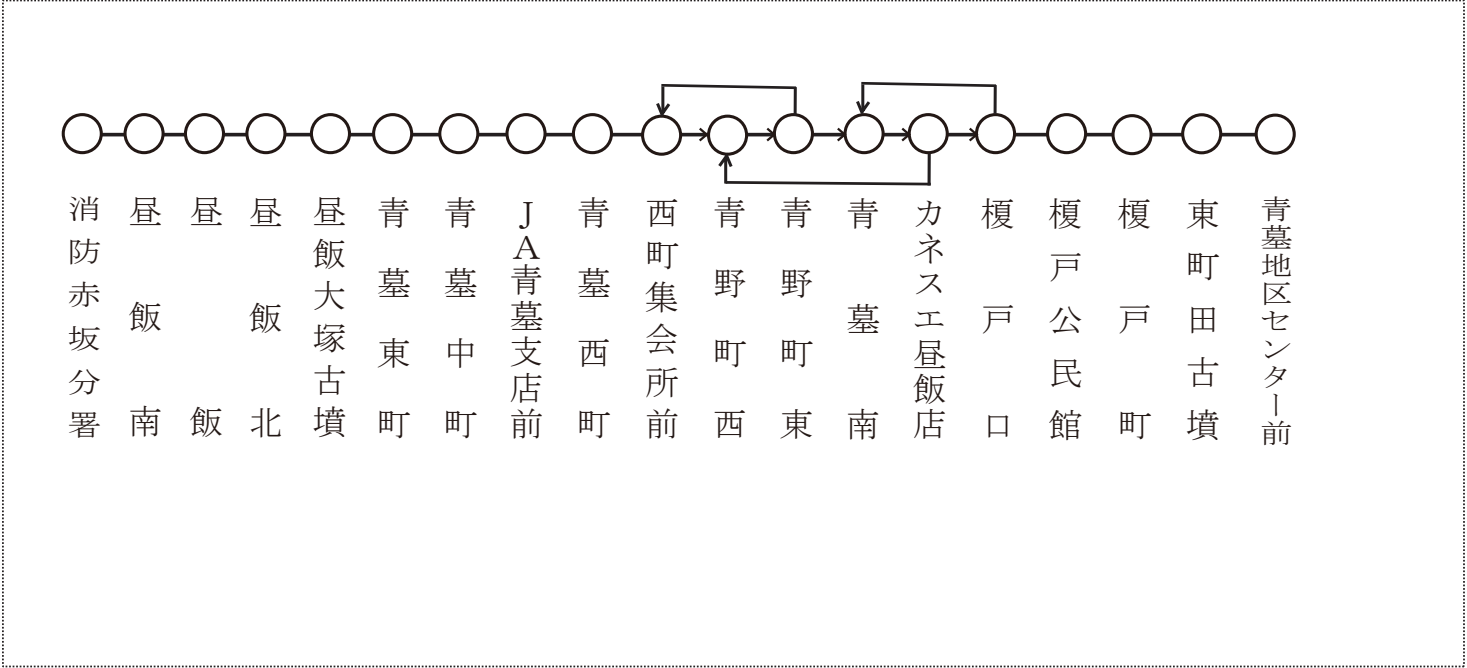 消防赤坂分署
昼飯南
昼飯
昼飯北
昼飯大塚古墳
青墓東町
青墓中町
JA青墓支店前
青墓西町
西町集会所前
青野町西
青野町東
青墓南
カネスエ昼飯店
榎戸口
榎戸公民館
榎戸町
東町田古墳
青墓地区センター前